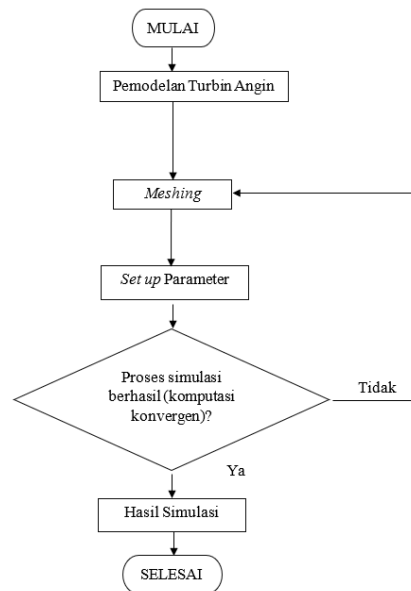 MULAI
Pemodelan Turbin Angin
Meshing
Set up Parameter
Proses simulasi
berhasil (komputasi
konvergen)?
Tidak
Ya
Hasil Simulasi
SELESAI